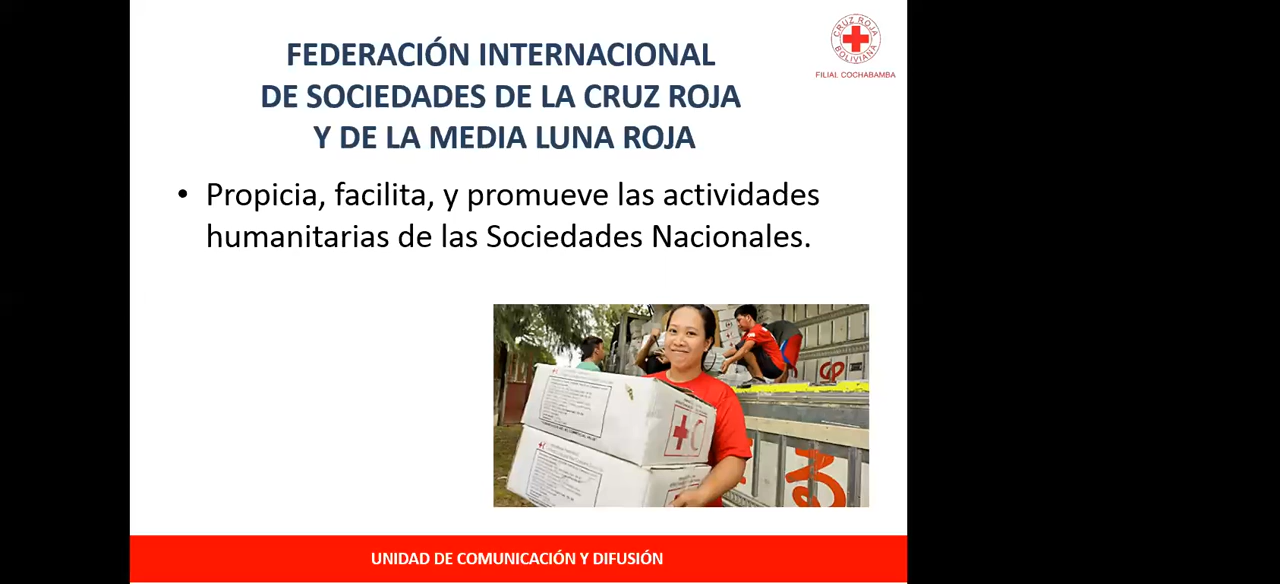 CRUZ ROJA
BOLIVIANA
FILIAL COCHABAMBA
FEDERACIÓN INTERNACIONAL
DE SOCIEDADES DE LA CRUZ ROJA
Y DE LA MEDIA LUNA ROJA
• Propicia, facilita, y promueve las actividades
humanitarias de las Sociedades Nacionales.
UNIDAD DE COMUNICACIÓN Y DIFUSIÓN